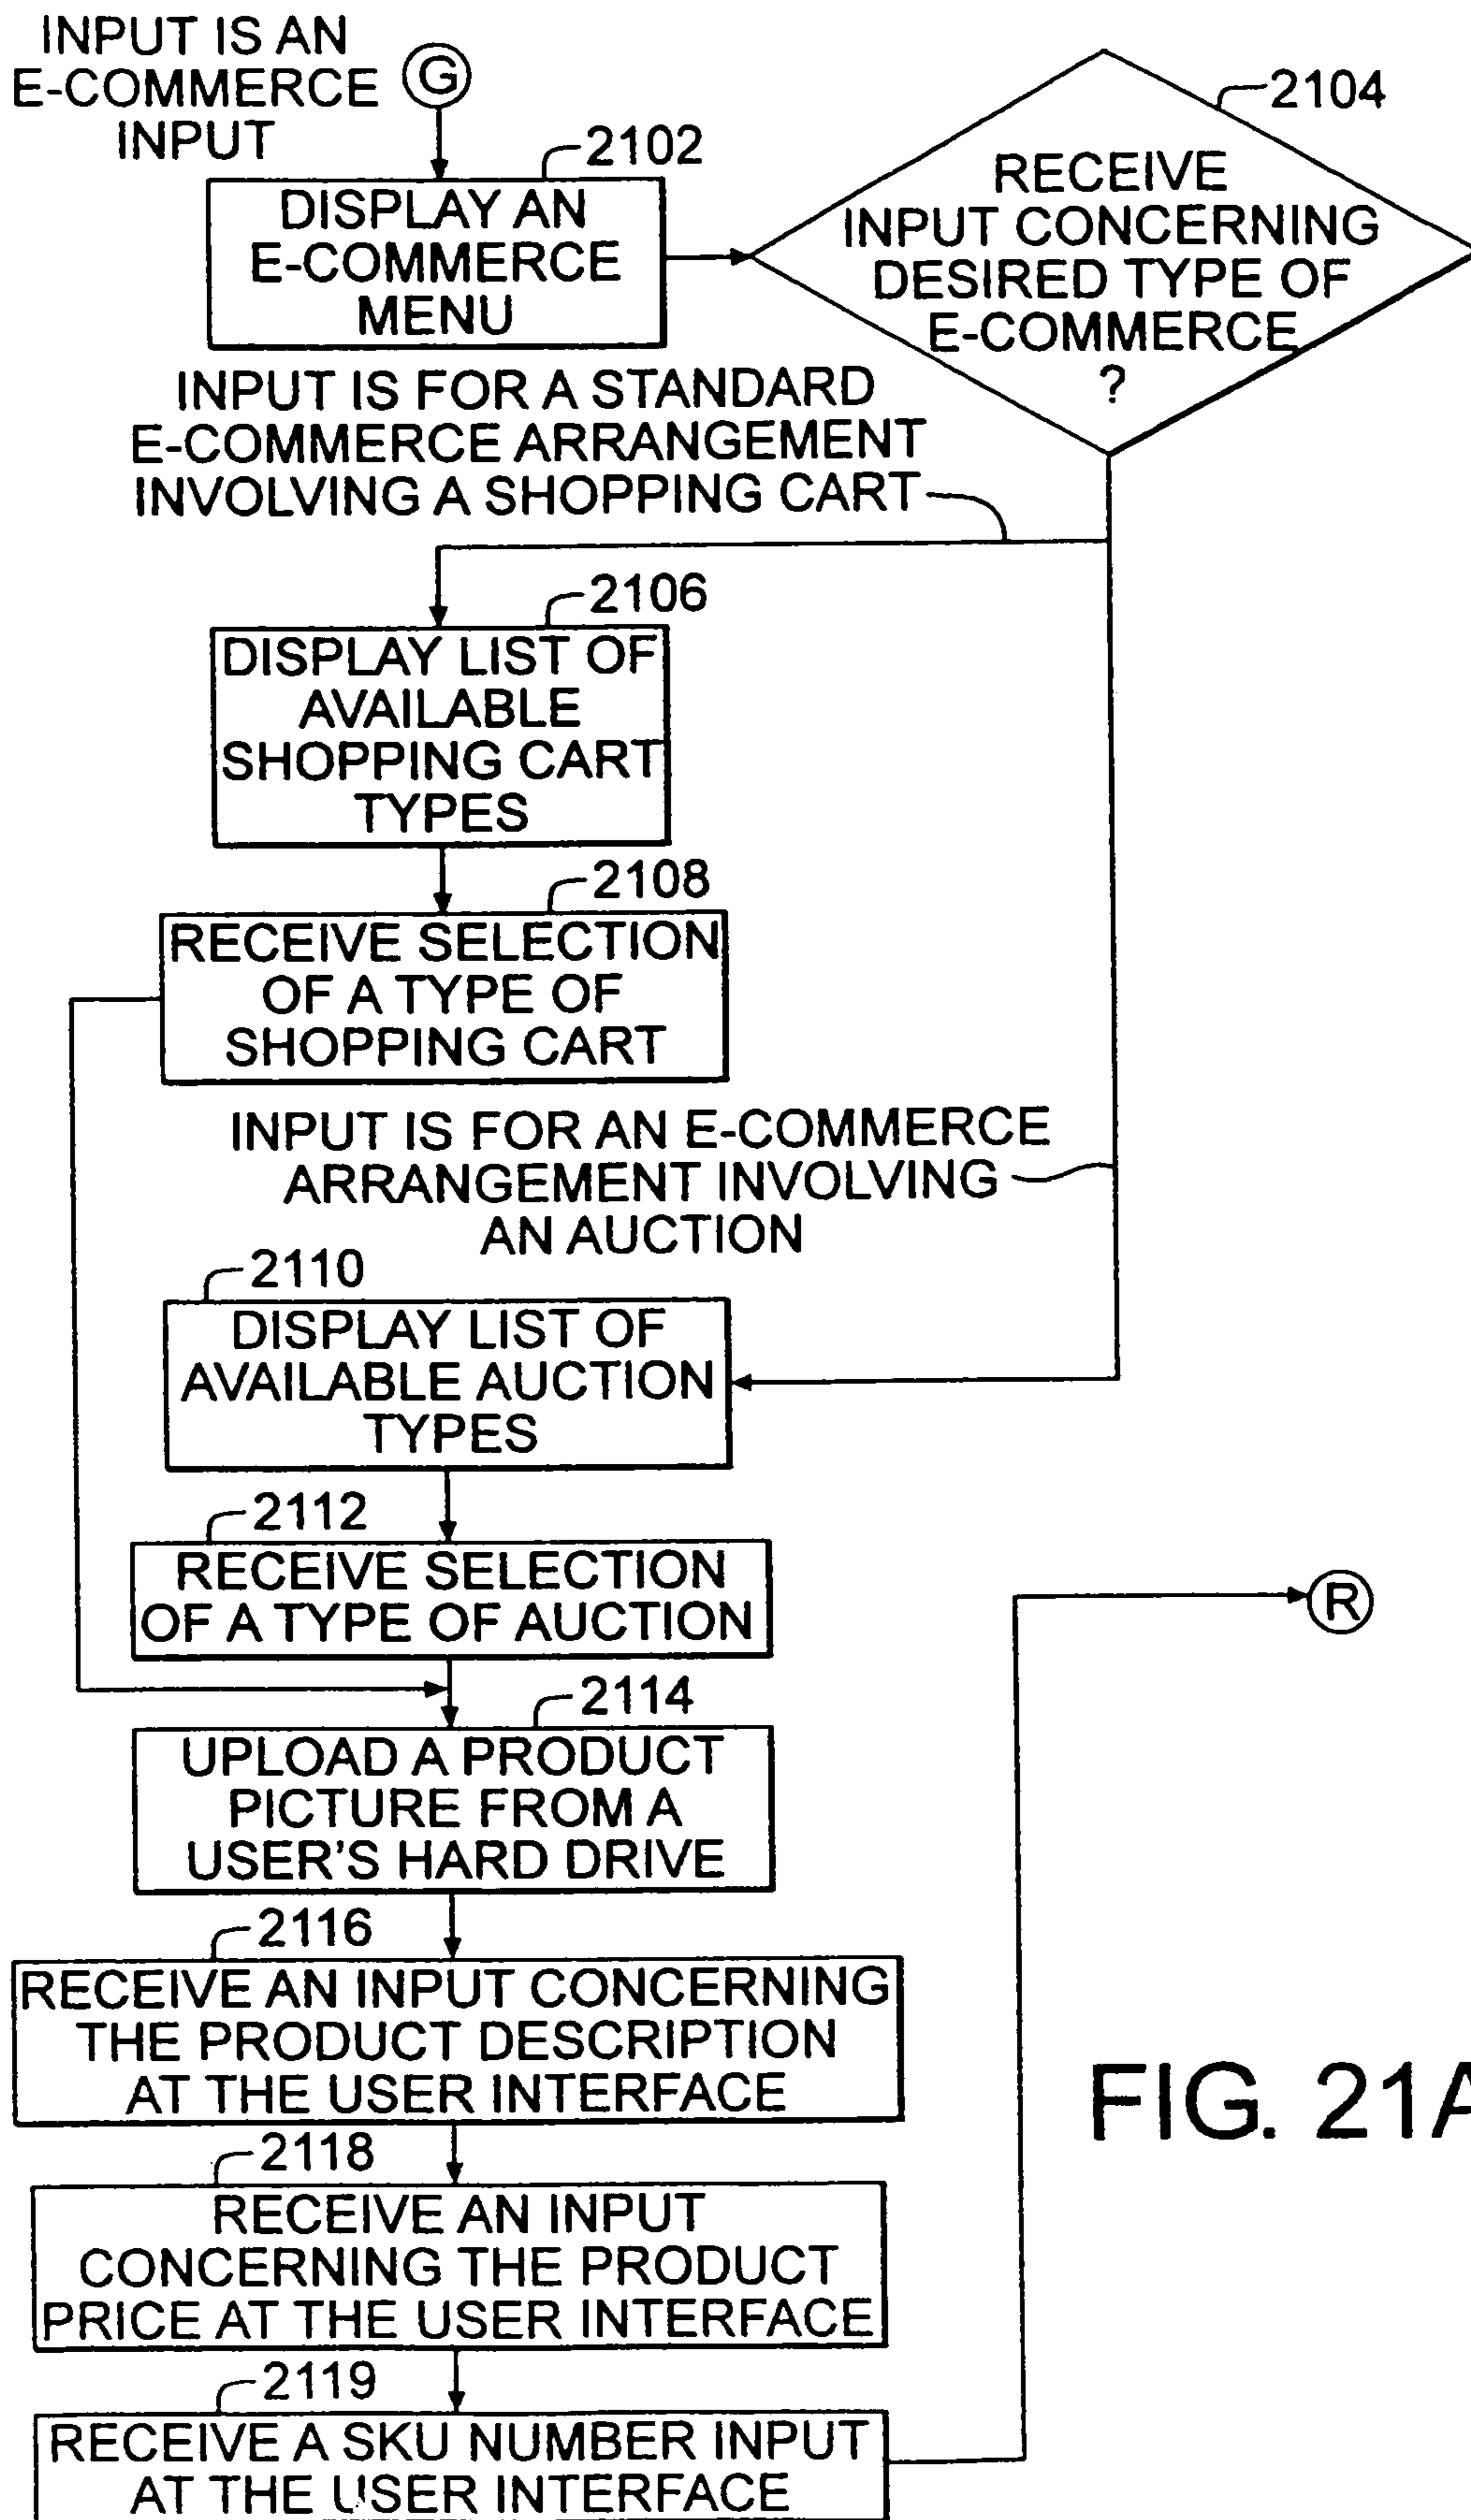 INPUT IS AN
E-COMMERCE
INPUT
G
2102
DISPLAY AN
E-COMMERCE
MENU
2104
RECEIVE
INPUT CONCERNING
DESIRED TYPE OF
E-COMMERCE
?
INPUT IS FOR A STANDARD
E-COMMERCE ARRANGEMENT
INVOLVING A SHOPPING CART
2106
DISPLAY LIST OF
AVAILABLE
SHOPPING CART
TYPES
2108
RECEIVE SELECTION
OF A TYPE OF
SHOPPING CART
INPUT IS FOR AN E-COMMERCE
ARRANGEMENT INVOLVING
AN AUCTION
2110
DISPLAY LIST OF
AVAILABLE AUCTION
TYPES
2112
RECEIVE SELECTION
OF A TYPE OF AUCTION
R
2114
UPLOAD A PRODUCT
PICTURE FROM A
USER'S HARD DRIVE
2116
RECEIVE AN INPUT CONCERNING
THE PRODUCT DESCRIPTION
AT THE USER INTERFACE
FIG. 21A
2118
RECEIVE AN INPUT
CONCERNING THE PRODUCT
PRICE AT THE USER INTERFACE
2119
RECEIVE A SKU NUMBER INPUT
AT THE USER INTERFACE